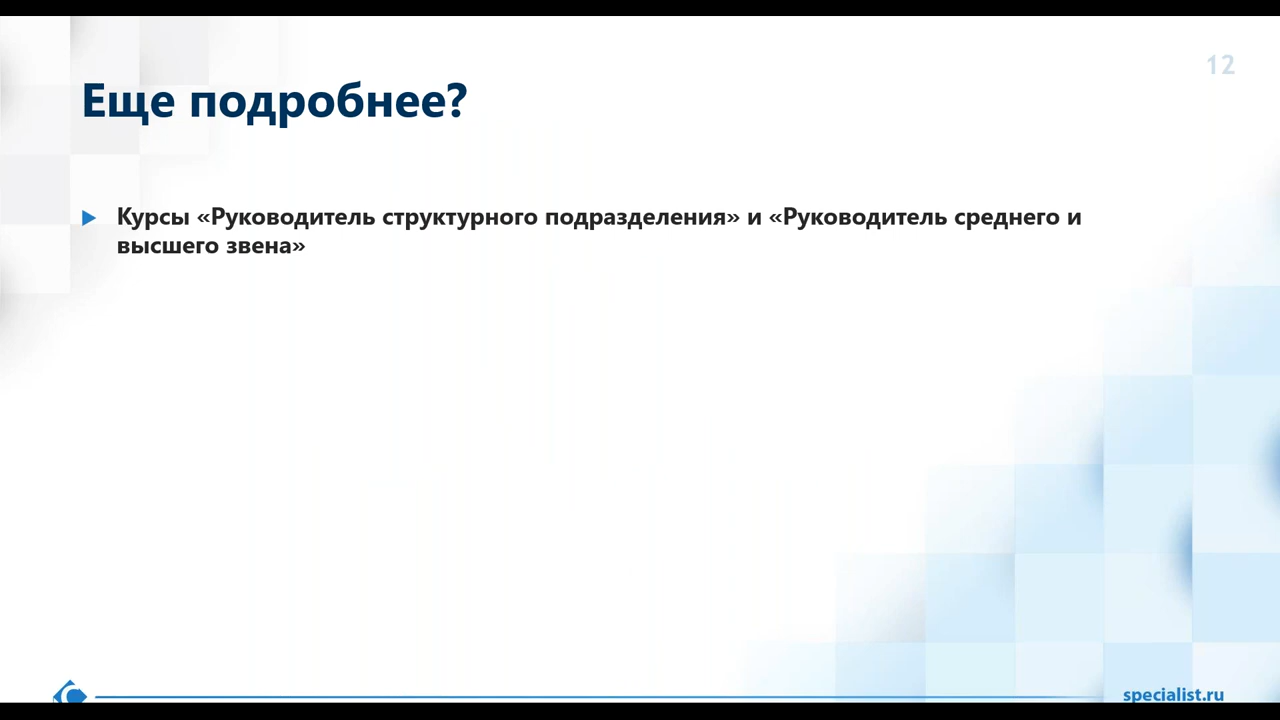 12
Еще подробнее?
Курсы «Руководитель структурного подразделения» и «Руководитель среднего и
высшего звена»
specialist.ru